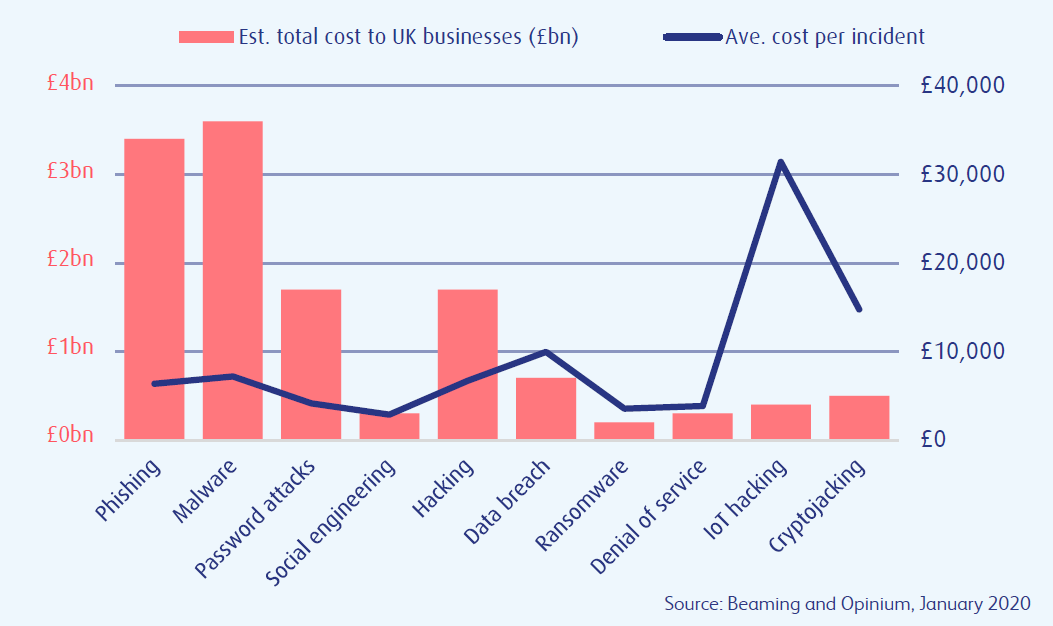 Est. total cost to UK businesses (£bn)
Ave. cost per incident
£4bn
£3bn
£2bn
£1bn
£0bn
£40,000
£30,000
£20,000
£10,000
£0
Phishing
Malware
Password attacks
Social engineering
Hacking
Data breach
Ransomware
Denial of service
IoT hacking
Cryptojacking
Source: Beaming and Opinium, January 2020